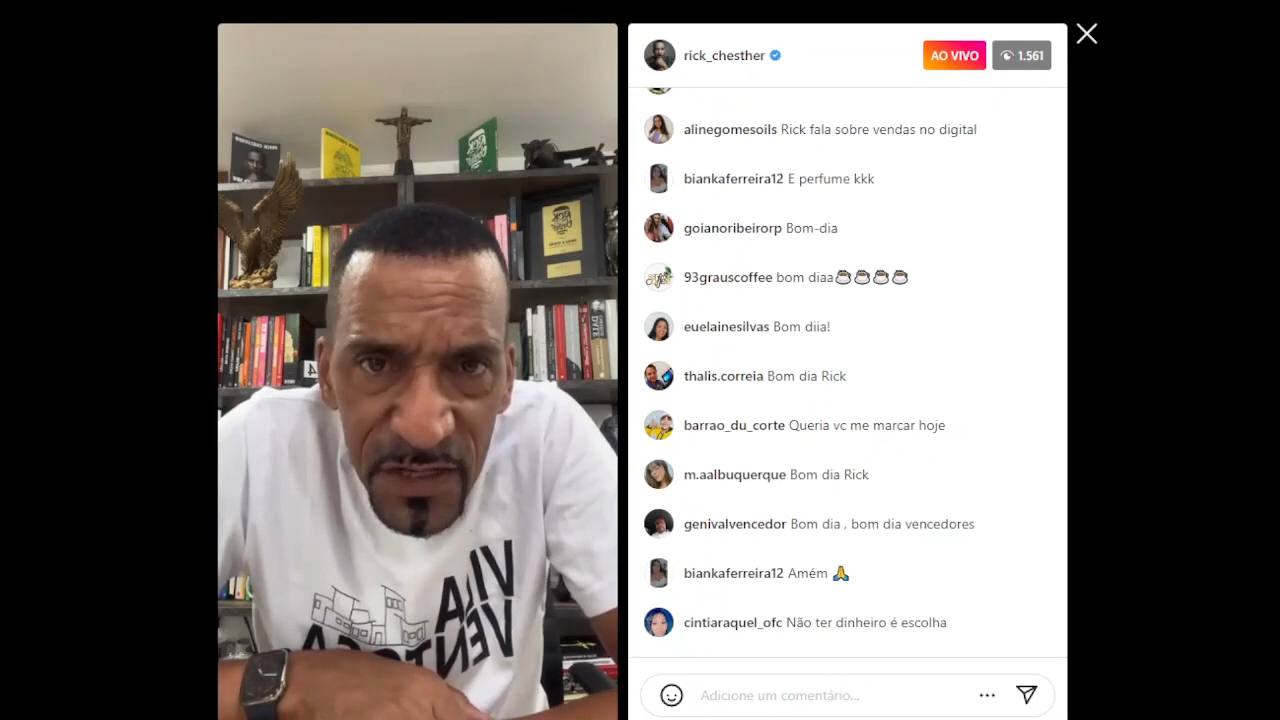 rick_chesther
AO VIVO
1.561
alinegomesoils Rick fala sobre vendas no digital
biankaferreira12 E perfume kkk
goianoribeirorp Bom-dia
93grauscoffee bom diaa☕☕☕☕
euelainesilvas Bom diia!
thalis.correia Bom dia Rick
barrao_du_corte Queria vc me marcar hoje
m.aalbuquerque Bom dia Rick
genivalvencedor Bom dia , bom dia vencedores
biankaferreira12 Amém 🙏
cintiaraquel_ofc Não ter dinheiro é escolha
Adicione um comentário...
VILA